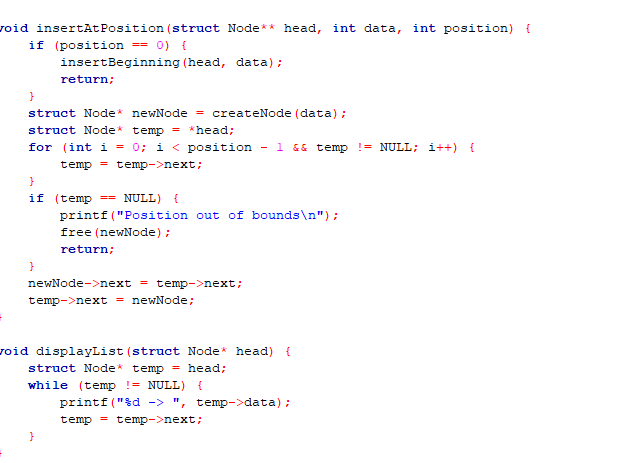 void insertAtPosition(struct Node** head, int data, int position) {
    if (position == 0) {
        insertBeginning(head, data);
        return;
    }
    struct Node* newNode = createNode(data);
    struct Node* temp = *head;
    for (int i = 0; i < position - 1 && temp != NULL; i++) {
        temp = temp->next;
    }
    if (temp == NULL) {
        printf("Position out of bounds\n");
        free(newNode);
        return;
    }
    newNode->next = temp->next;
    temp->next = newNode;
}
void displayList(struct Node* head) {
    struct Node* temp = head;
    while (temp != NULL) {
        printf("%d -> ", temp->data);
        temp = temp->next;
    }
}